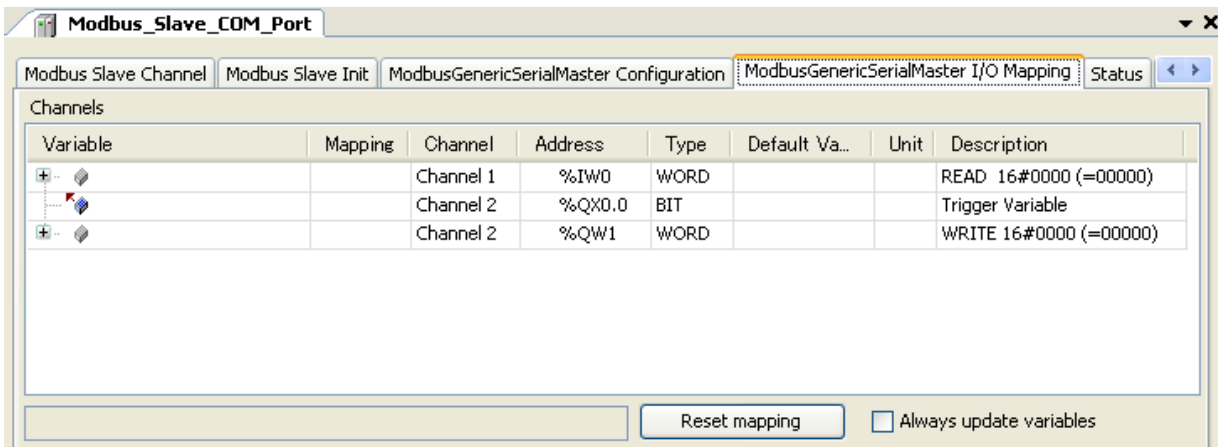 Modbus_Slave_COM_Port
Modbus Slave Channel Modbus Slave Init ModbusGenericSerialMaster Configuration ModbusGenericSerialMaster I/O Mapping Status
Channels
Variable Mapping Channel Address Type Default Va... Unit Description
Channel 1 %IW0 WORD READ 16#0000 (=00000)
Channel 2 %QX0.0 BIT Trigger Variable
Channel 2 %QW1 WORD WRITE 16#0000 (=00000)
Reset mapping Always update variables